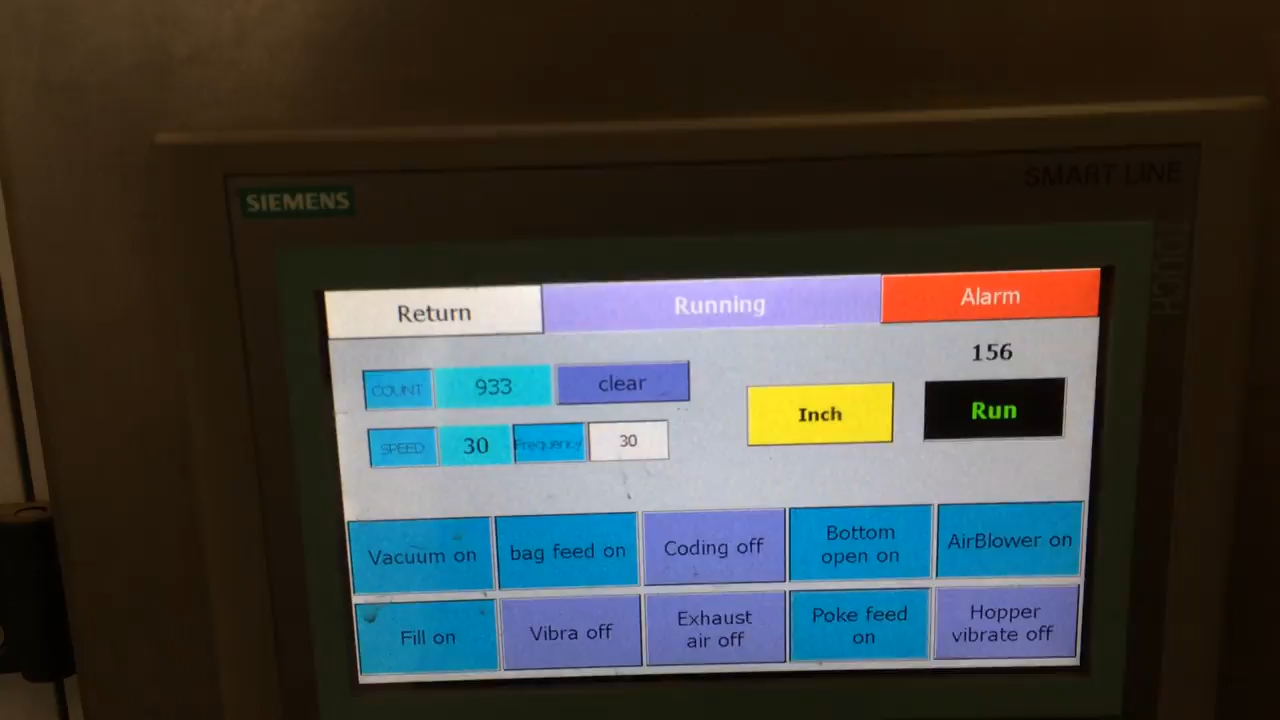 SIEMENS
SMART LINE
TOUCH
Return
Running
Alarm
156
COUNT
933
clear
Inch
Run
SPEED
30
Frequency
30
Vacuum on
bag feed on
Coding off
Bottom
open on
AirBlower on
Fill on
Vibra off
Exhaust
air off
Poke feed
on
Hopper
vibrate off